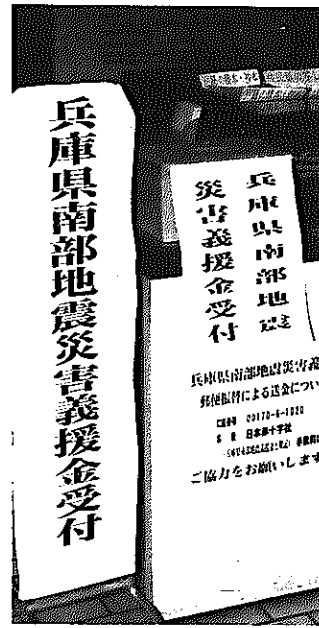 兵庫県南部地震災害義援金受付
兵庫県南部地震
災害義援金受付
兵庫県南部地震災害義
郵便振替による送金につい
日本赤十字社
ご協力をお願いします